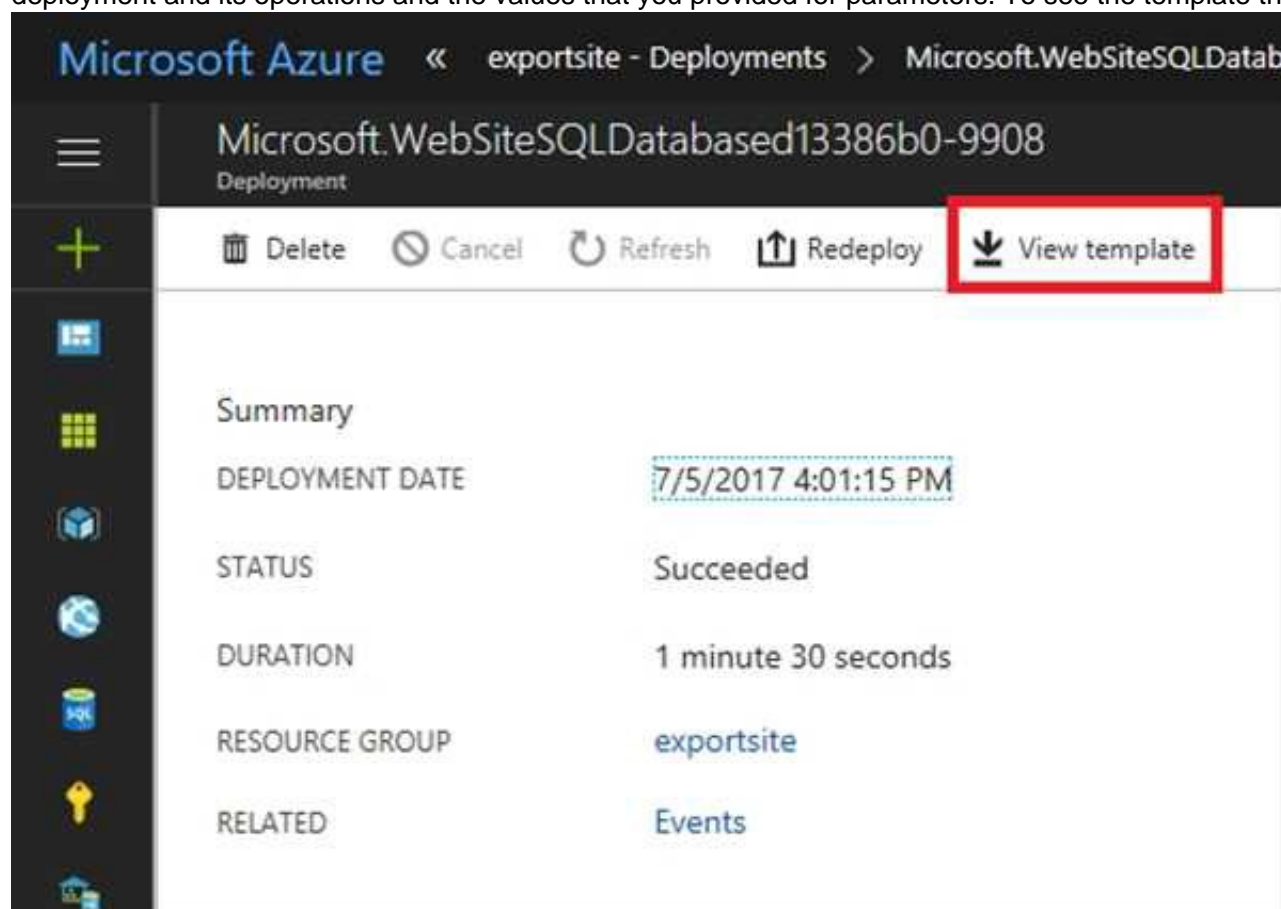 deployment and its operations and the values that you provided for parameters. To see the template th
Microsoft Azure « exportsite - Deployments > Microsoft.WebSiteSQLDatab
Microsoft.WebSiteSQLDatabased13386b0-9908
Deployment
Delete Cancel Refresh Redeploy View template
Summary
DEPLOYMENT DATE 7/5/2017 4:01:15 PM
STATUS Succeeded
DURATION 1 minute 30 seconds
SQL
RESOURCE GROUP exportsite
RELATED Events